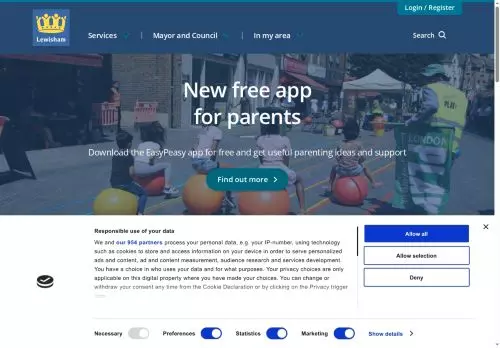 Login / Register
Lewisham
Services
Mayor and Council
In my area
Search
New free app
for parents
Download the EasyPeasy app for free and get useful parenting ideas and support
Find out more
PLAY
LONDON
Responsible use of your data
We and our 954 partners process your personal data, e.g. your IP-number, using technology
such as cookies to store and access information on your device in order to serve personalized
ads and content, ad and content measurement, audience research and services development.
You have a choice in who uses your data and for what purposes. Your privacy choices are only
applicable on this digital property where you have made your choices. You can change or
withdraw your consent any time from the Cookie Declaration or by clicking on the Privacy trigger
Allow all
Allow selection
Deny
Necessary
Preferences
Statistics
Marketing
Show details